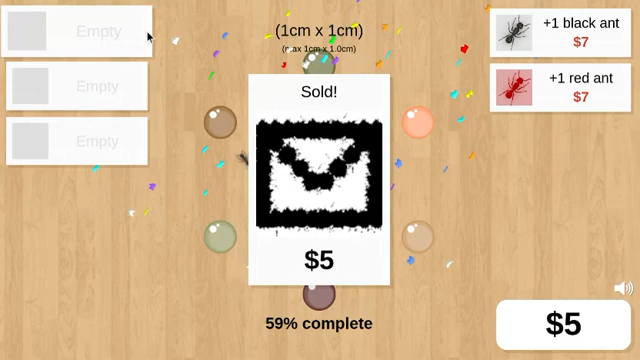 Empty
Empty
Empty
(1cm x 1cm)
(max 1cm x 1.0cm)
Sold!
$5
59% complete
+1 black ant
$7
+1 red ant
$7
$5